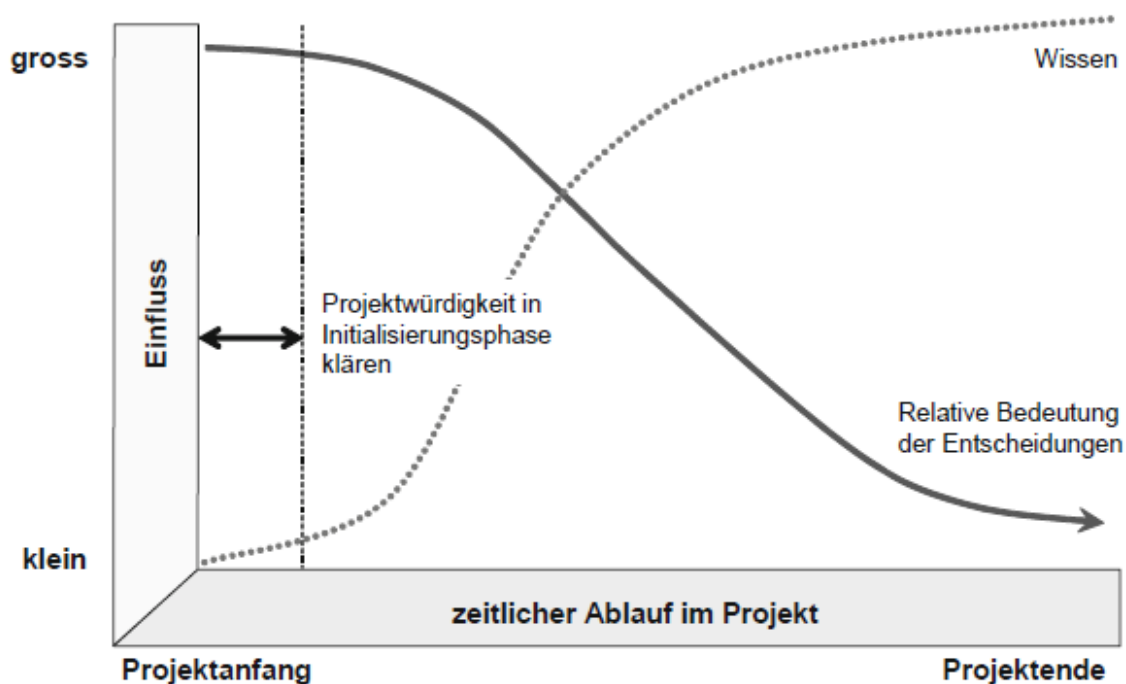 gross
Wissen
Einfluss
Projektwürdigkeit in
Initialisierungsphase
klären
Relative Bedeutung
der Entscheidungen
klein
zeitlicher Ablauf im Projekt
Projektanfang
Projektende